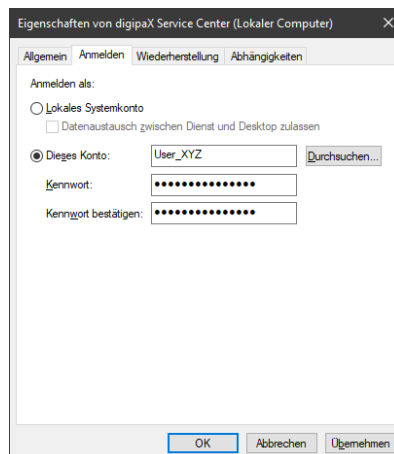 Eigenschaften von digipaX Service Center (Lokaler Computer)
Allgemein Anmelden Wiederherstellung Abhängigkeiten
Anmelden als:
Lokales Systemkonto
Datenaustausch zwischen Dienst und Desktop zulassen
Dieses Konto: User_XYZ Durchsuchen...
Kennwort: •••••••••••••••
Kennwort bestätigen: •••••••••••••••
OK Abbrechen Übernehmen